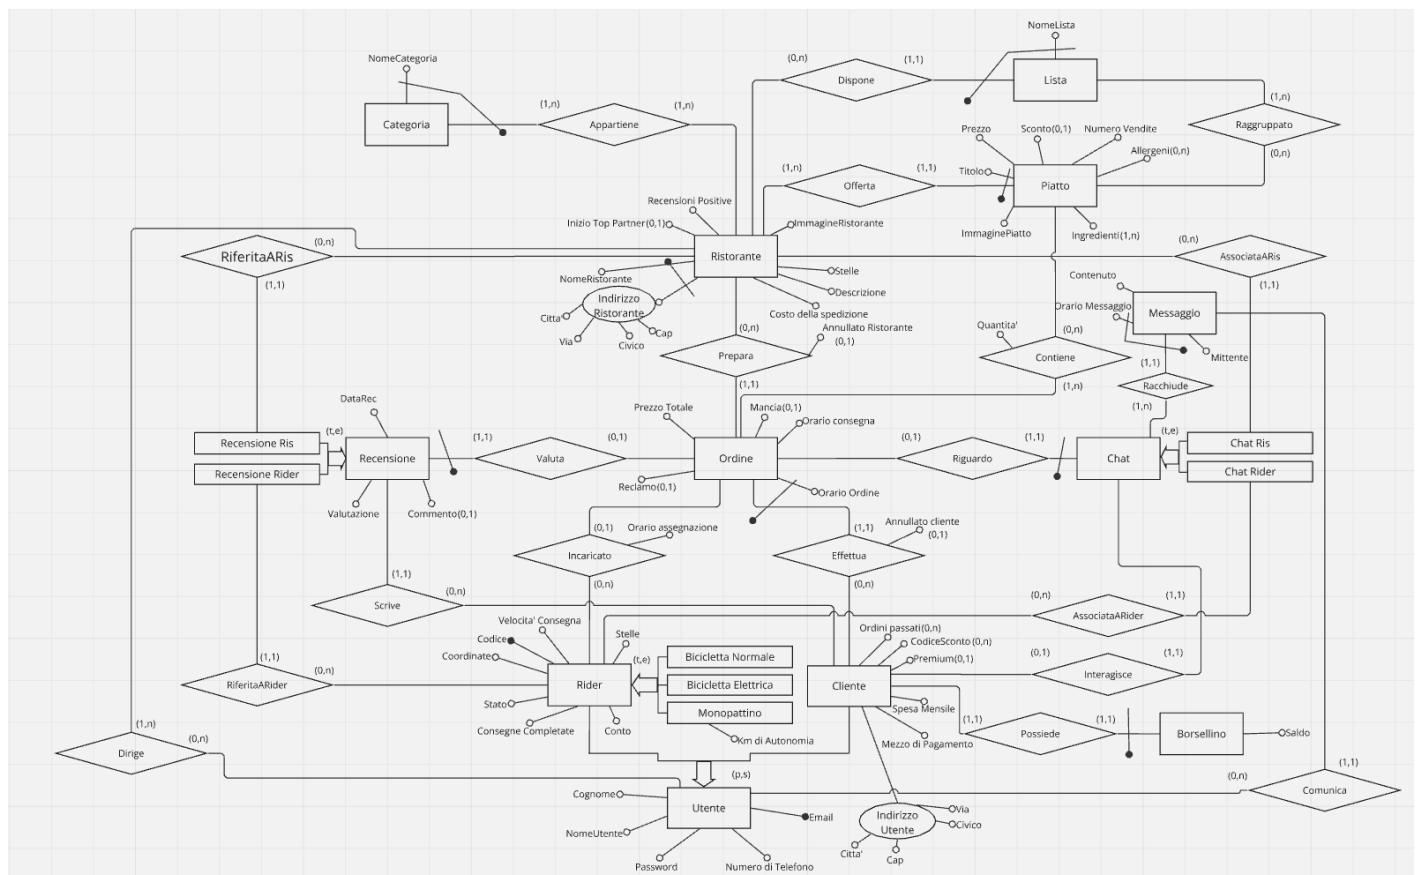 NomeLista
NomeCategoria
(0,n)
(1,1)
Dispone
Lista
(1,n)
(1,n)
(1,n)
Categoria
Appartiene
Raggruppato
Prezzo
Sconto(0,1)
Numero Vendite
Allergeni(0,n)
(0,n)
(1,n)
(1,1)
Titolo
Offerta
Piatto
Recensioni Positive
Inizio Top Partner(0,1)
ImmagineRistorante
ImmaginePiatto
Ingredienti(1,n)
(0,n)
(0,n)
RiferitaARis
Ristorante
AssociataARis
(1,1)
(1,1)
NomeRistorante
Stelle
Contenuto
Descrizione
Indirizzo
Ristorante
Costo della spedizione
Orario Messaggio
Messaggio
Citta'
Via
Civico
Cap
(0,n)
Annullato Ristorante
(0,1)
Quantita'
(0,n)
Mittente
Prepara
Contiene
(1,1)
(1,1)
(1,n)
Racchiude
DataRec
(1,n)
Prezzo Totale
Mancia(0,1)
Orario consegna
(t,e)
(1,1)
(0,1)
(0,1)
(1,1)
(t,e)
Recensione Ris
Recensione
Valuta
Ordine
Riguardo
Chat
Chat Ris
Recensione Rider
Chat Rider
Reclamo(0,1)
Orario Ordine
Valutazione
Commento(0,1)
(0,1)
Orario assegnazione
(1,1)
Annullato cliente
(0,1)
Incaricato
Effettua
(1,1)
(0,n)
(0,n)
(0,n)
(0,n)
(1,1)
Scrive
AssociataARider
Velocita' Consegna
Stelle
Ordini passati(0,n)
Codice
CodiceSconto(0,n)
Coordinate
(t,e)
Bicicletta Normale
Premium(0,1)
(1,1)
(0,n)
(0,1)
(1,1)
RiferitaARider
Rider
Bicicletta Elettrica
Cliente
Interagisce
Stato
Monopattino
Spesa Mensile
Consegne Completate
Conto
Km di Autonomia
Mezzo di Pagamento
(1,n)
(0,n)
(1,1)
(1,1)
Dirige
Possiede
Borsellino
Saldo
(p,s)
(0,n)
(1,1)
Cognome
Utente
Comunica
NomeUtente
Email
Password
Numero di Telefono
Indirizzo
Utente
Via
Civico
Citta'
Cap